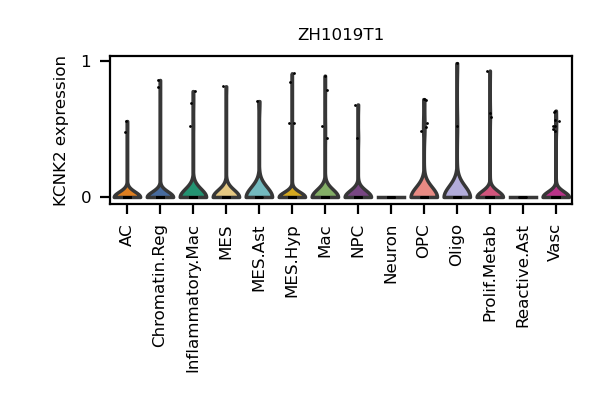 ZH1019T1
KCNK2 expression
1
0
AC
Chromatin.Reg
Inflammatory.Mac
MES
MES.Ast
MES.Hyp
Mac
NPC
Neuron
OPC
Oligo
Prolif.Metab
Reactive.Ast
Vasc